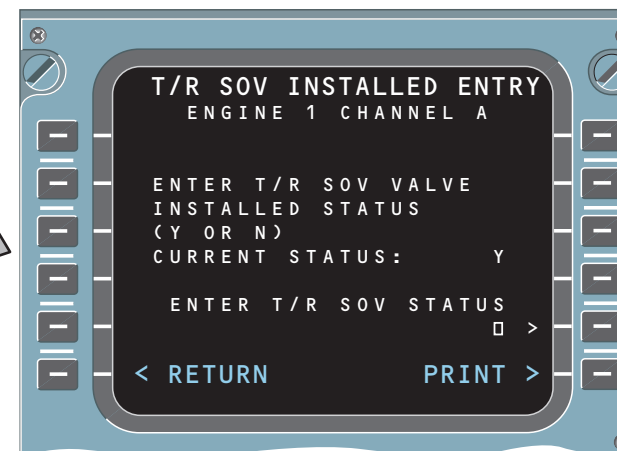 T/R SOV INSTALLED ENTRY
ENGINE 1 CHANNEL A
ENTER T/R SOV VALVE
INSTALLED STATUS
(Y OR N)
CURRENT STATUS: Y
ENTER T/R SOV STATUS
▯ >
< RETURN PRINT >